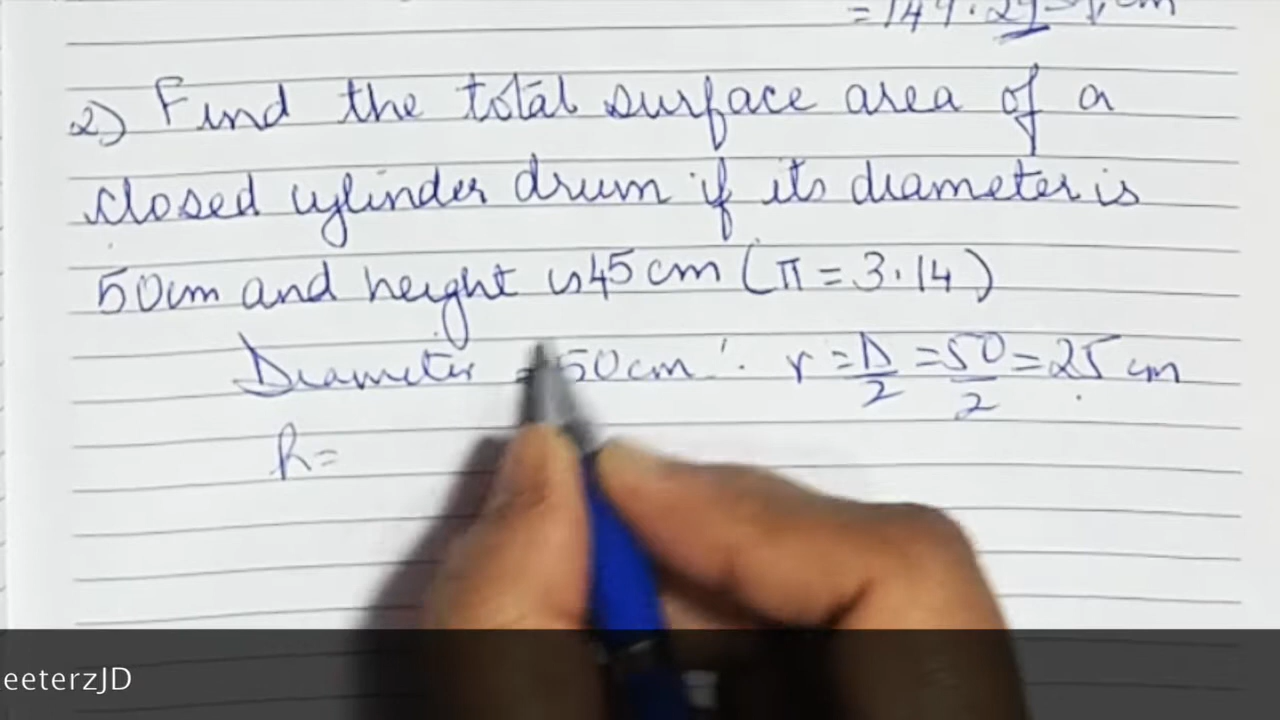 2) Find the total surface area of a
closed cylinder drum if its diameter is
50cm and height is 45 cm (π = 3.14)
Diameter = 50cm ∴ r = D/2 = 50/2 = 25 cm
h =
eeterzJD